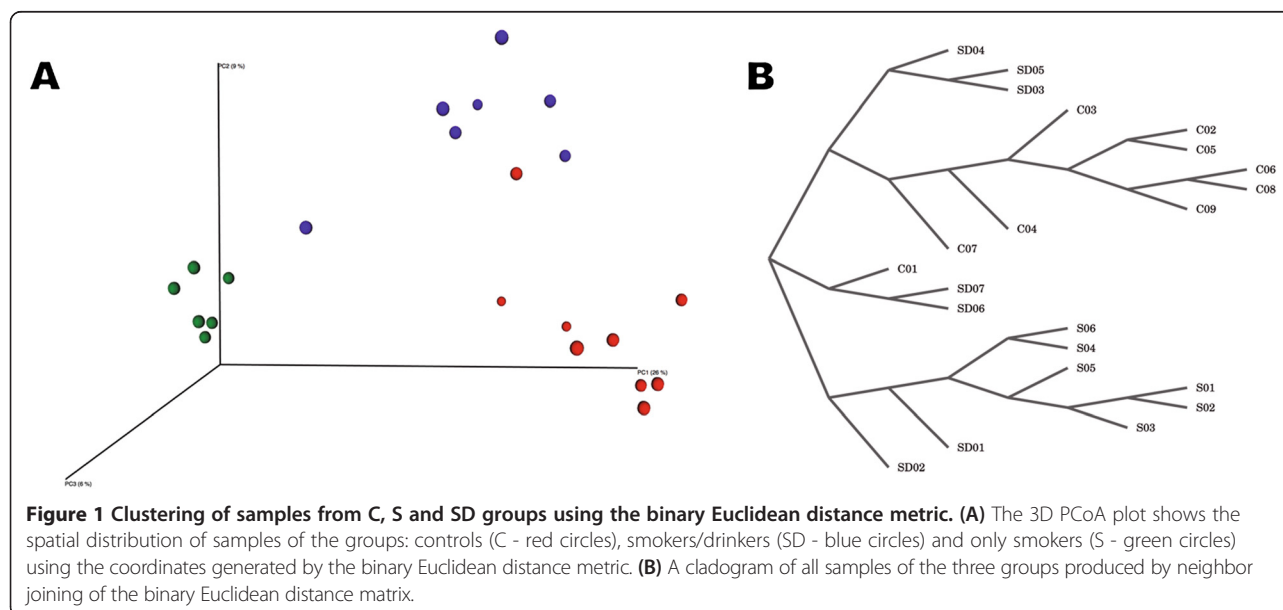 A
PC2 (9 %)
PC1 (26 %)
PC3 (6 %)
B
SD04
SD05
SD03
C03
C02
C05
C06
C08
C09
C04
C07
C01
SD07
SD06
S06
S04
S05
S01
S02
S03
SD01
SD02
Figure 1 Clustering of samples from C, S and SD groups using the binary Euclidean distance metric. (A) The 3D PCoA plot shows the
spatial distribution of samples of the groups: controls (C - red circles), smokers/drinkers (SD - blue circles) and only smokers (S - green circles)
using the coordinates generated by the binary Euclidean distance metric. (B) A cladogram of all samples of the three groups produced by neighbor
joining of the binary Euclidean distance matrix.